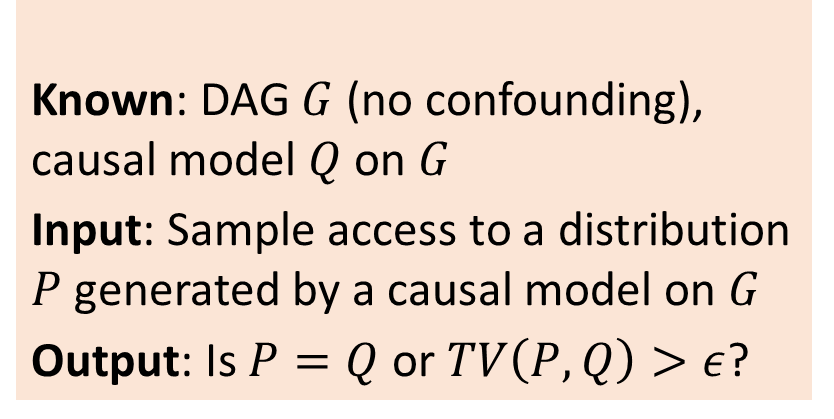 Known: DAG G (no confounding),
causal model Q on G
Input: Sample access to a distribution
P generated by a causal model on G
Output: Is P = Q or TV(P, Q) > ϵ?